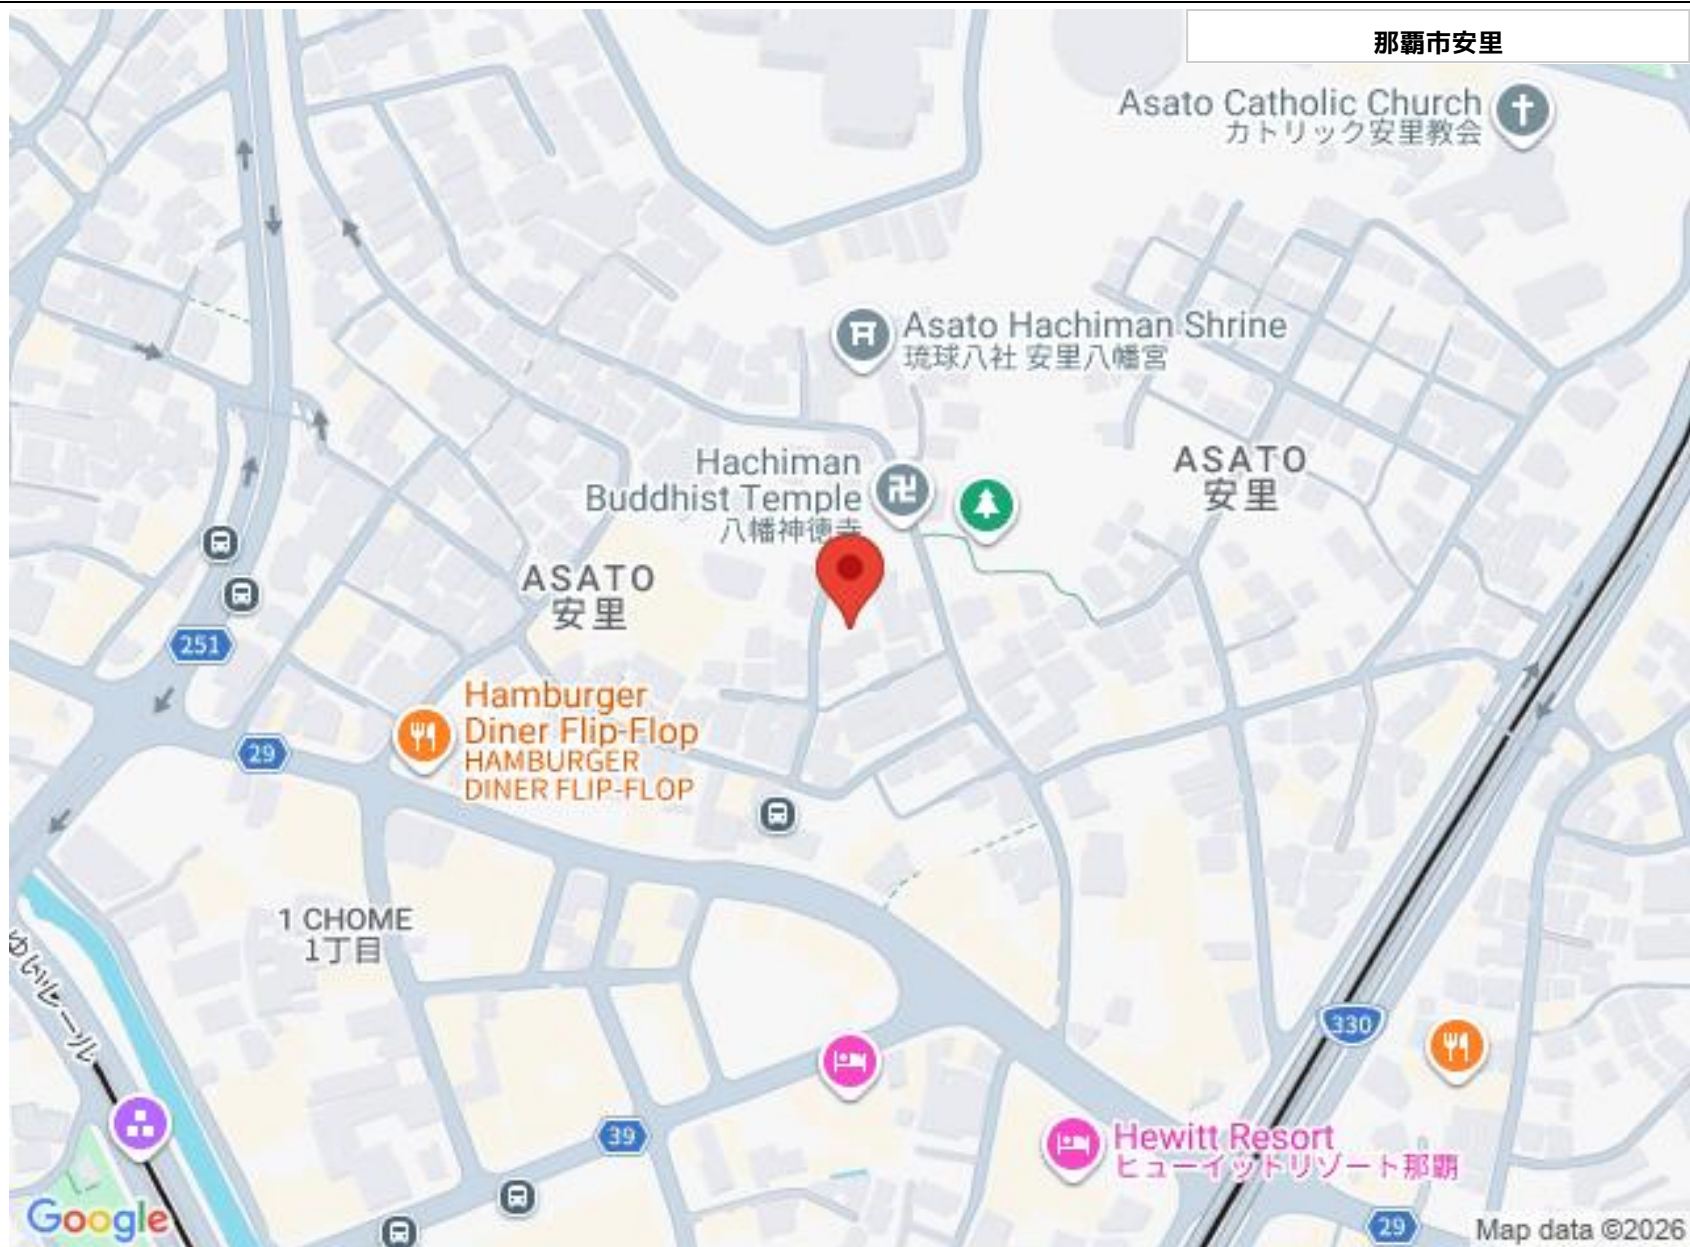 那覇市安里
Asato Catholic Church
カトリック安里教会
Asato Hachiman Shrine
琉球八社 安里八幡宮
Hachiman
Buddhist Temple
八幡神徳寺
ASATO
安里
ASATO
安里
251
Hamburger
Diner Flip-Flop
HAMBURGER
DINER FLIP-FLOP
29
1 CHOME
1丁目
ゆいレール
330
39
Hewitt Resort
ヒューイットリゾート那覇
29
Google
Map data ©2026